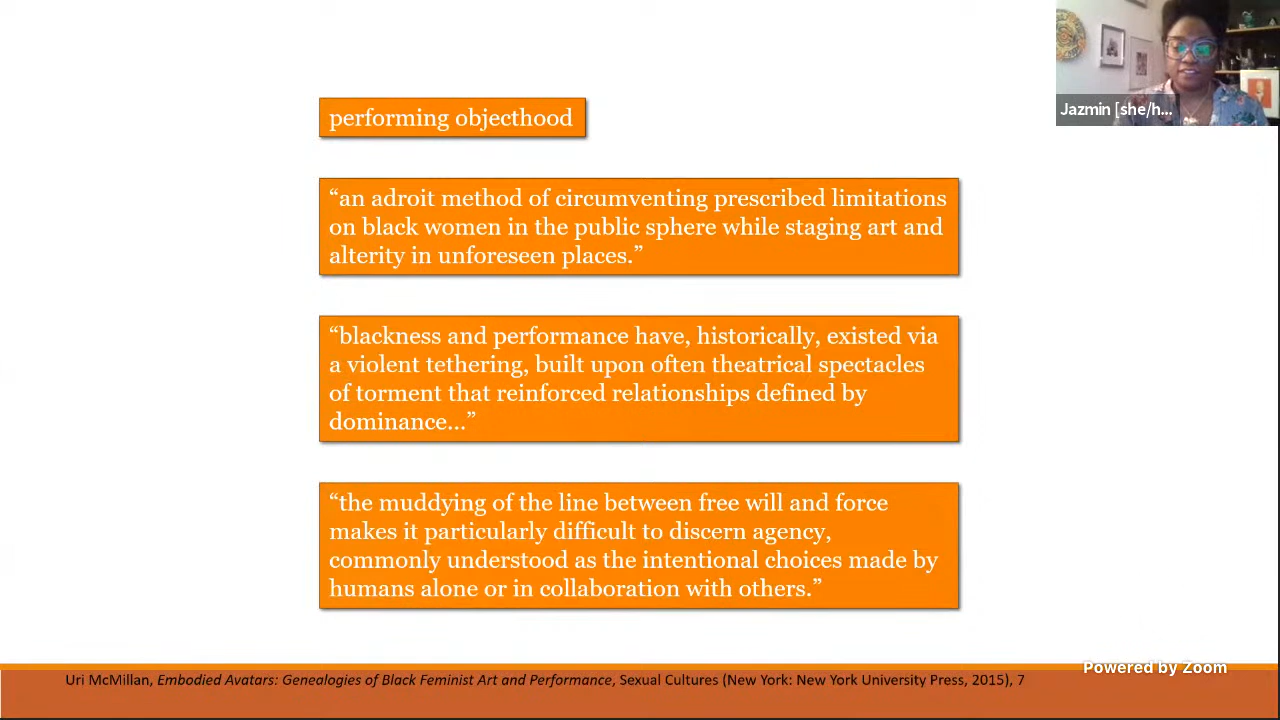 Jazmin [she/h...
performing objecthood
“an adroit method of circumventing prescribed limitations
on black women in the public sphere while staging art and
alterity in unforeseen places.”
“blackness and performance have, historically, existed via
a violent tethering, built upon often theatrical spectacles
of torment that reinforced relationships defined by
dominance…”
“the muddying of the line between free will and force
makes it particularly difficult to discern agency,
commonly understood as the intentional choices made by
humans alone or in collaboration with others.”
Powered by Zoom
Uri McMillan, Embodied Avatars: Genealogies of Black Feminist Art and Performance, Sexual Cultures (New York: New York University Press, 2015), 7